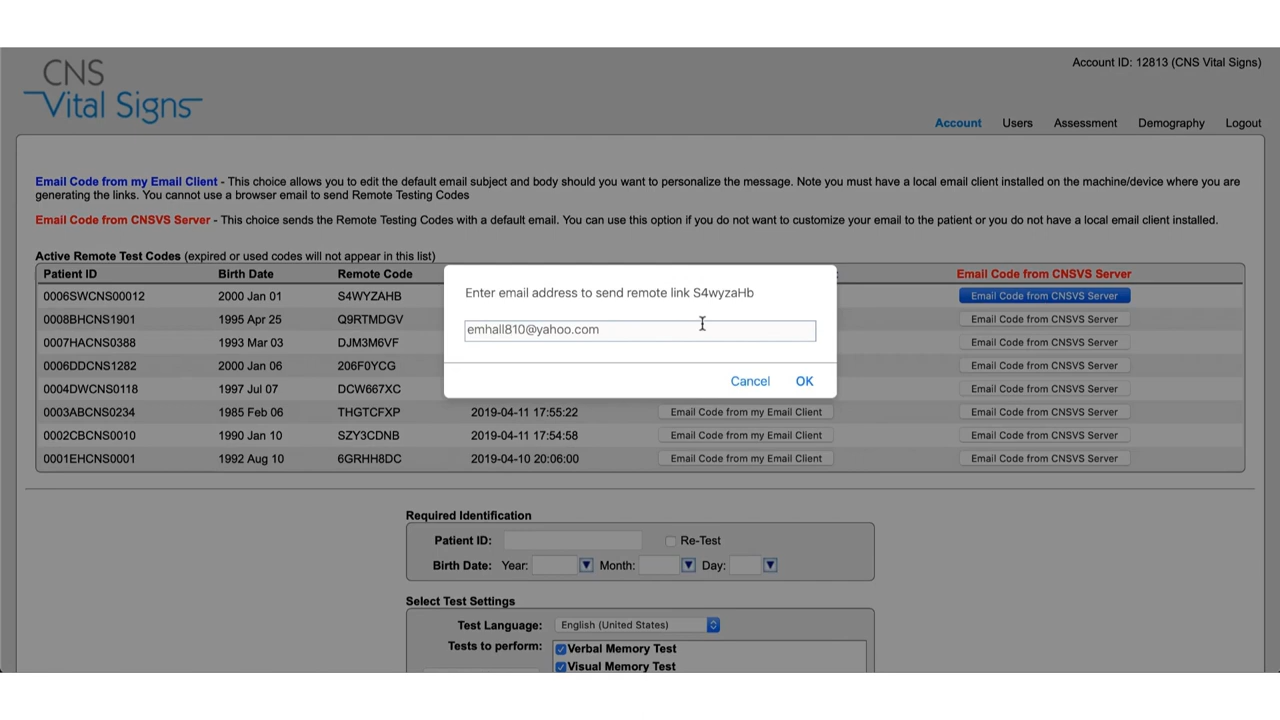 CNS
Vital Signs
Account ID: 12813 (CNS Vital Signs)
Account Users Assessment Demography Logout
Email Code from my Email Client - This choice allows you to edit the default email subject and body should you want to personalize the message. Note you must have a local email client installed on the machine/device where you are
generating the links. You cannot use a browser email to send Remote Testing Codes
Email Code from CNSVS Server - This choice sends the Remote Testing Codes with a default email. You can use this option if you do not want to customize your email to the patient or you do not have a local email client installed.
Active Remote Test Codes (expired or used codes will not appear in this list)
Patient ID Birth Date Remote Code Email Code from CNSVS Server
0006SWCNS00012 2000 Jan 01 S4WYZAHB Email Code from CNSVS Server
0008BHCNS1901 1995 Apr 25 Q9RTMDGV Email Code from CNSVS Server
0007HACNS0388 1993 Mar 03 DJM3M6VF Email Code from CNSVS Server
0006DDCNS1282 2000 Jan 06 206F0YCG Email Code from CNSVS Server
0004DWCNS0118 1997 Jul 07 DCW667XC Email Code from CNSVS Server
0003ABCNS0234 1985 Feb 06 THGTCFXP 2019-04-11 17:55:22 Email Code from my Email Client Email Code from CNSVS Server
0002CBCNS0010 1990 Jan 10 SZY3CDNB 2019-04-11 17:54:58 Email Code from my Email Client Email Code from CNSVS Server
0001EHCNS0001 1992 Aug 10 6GRHH8DC 2019-04-10 20:06:00 Email Code from my Email Client Email Code from CNSVS Server
Enter email address to send remote link S4wyzaHb
emhall810@yahoo.com
Cancel OK
Required Identification
Patient ID: Re-Test
Birth Date: Year: Month: Day:
Select Test Settings
Test Language: English (United States)
Tests to perform: Verbal Memory Test
Visual Memory Test